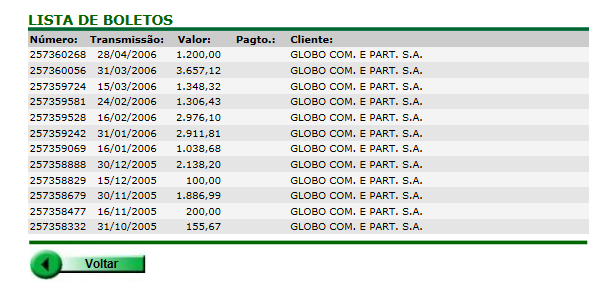 LISTA DE BOLETOS
Número: Transmissão: Valor: Pagto.: Cliente:
257360268 28/04/2006 1.200,00 GLOBO COM. E PART. S.A.
257360056 31/03/2006 3.657,12 GLOBO COM. E PART. S.A.
257359724 15/03/2006 1.348,32 GLOBO COM. E PART. S.A.
257359581 24/02/2006 1.306,43 GLOBO COM. E PART. S.A.
257359528 16/02/2006 2.976,10 GLOBO COM. E PART. S.A.
257359242 31/01/2006 2.911,81 GLOBO COM. E PART. S.A.
257359069 16/01/2006 1.038,68 GLOBO COM. E PART. S.A.
257358888 30/12/2005 2.138,20 GLOBO COM. E PART. S.A.
257358829 15/12/2005 100,00 GLOBO COM. E PART. S.A.
257358679 30/11/2005 1.886,99 GLOBO COM. E PART. S.A.
257358477 16/11/2005 200,00 GLOBO COM. E PART. S.A.
257358332 31/10/2005 155,67 GLOBO COM. E PART. S.A.
Voltar